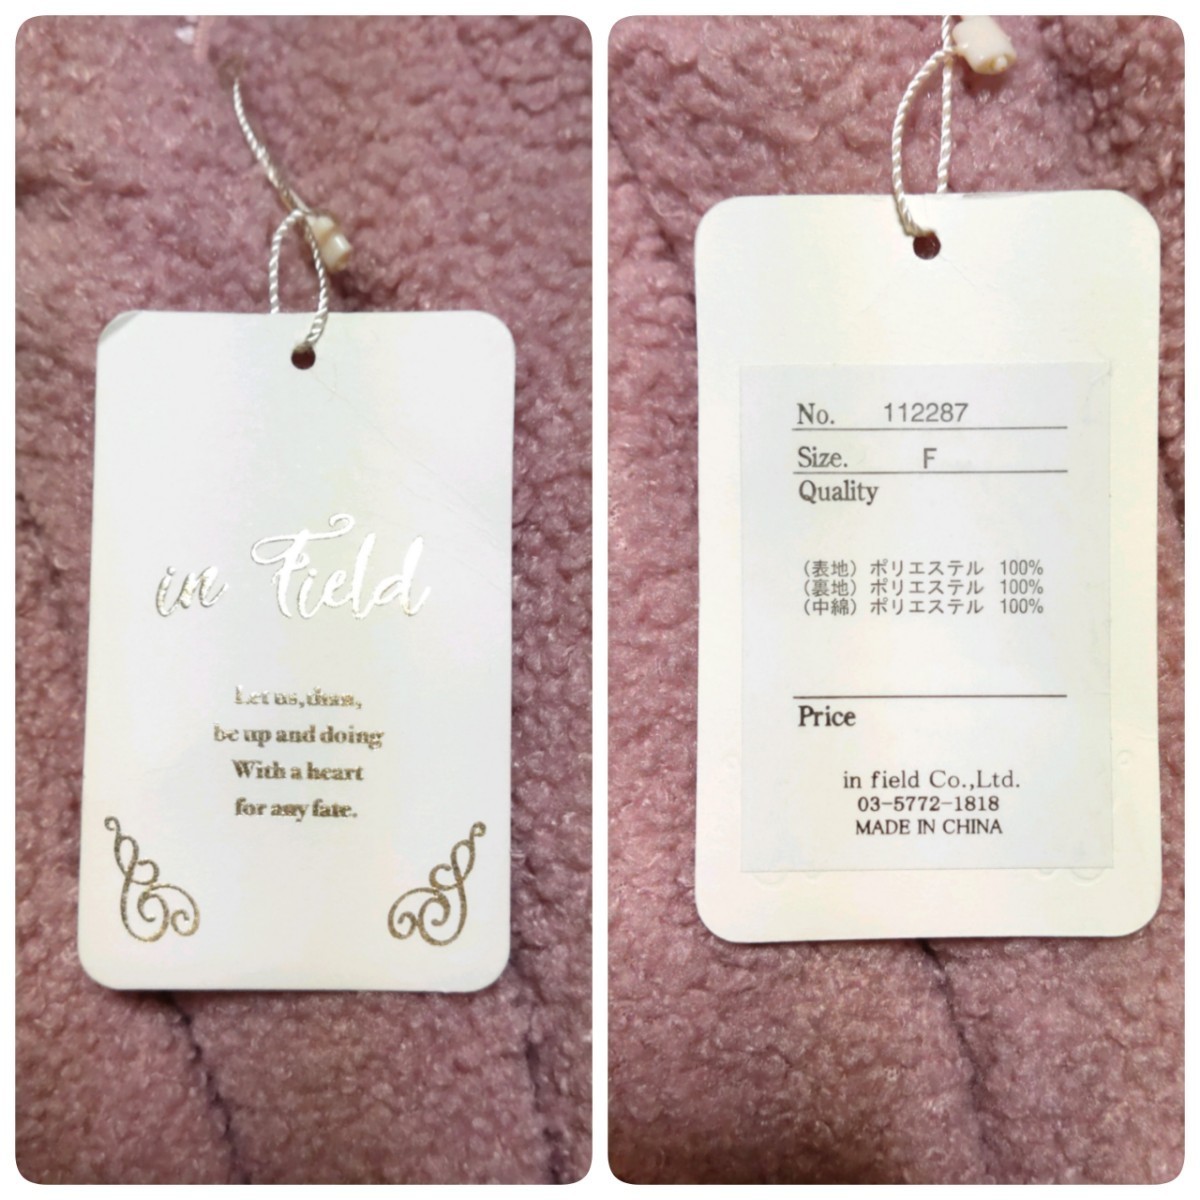 in Field
Let us, then,
be up and doing
With a heart
for any fate.
No. 112287
Size. F
Quality
(表地) ポリエステル 100%
(裏地) ポリエステル 100%
(中綿) ポリエステル 100%
Price
in field Co.,Ltd.
03-5772-1818
MADE IN CHINA